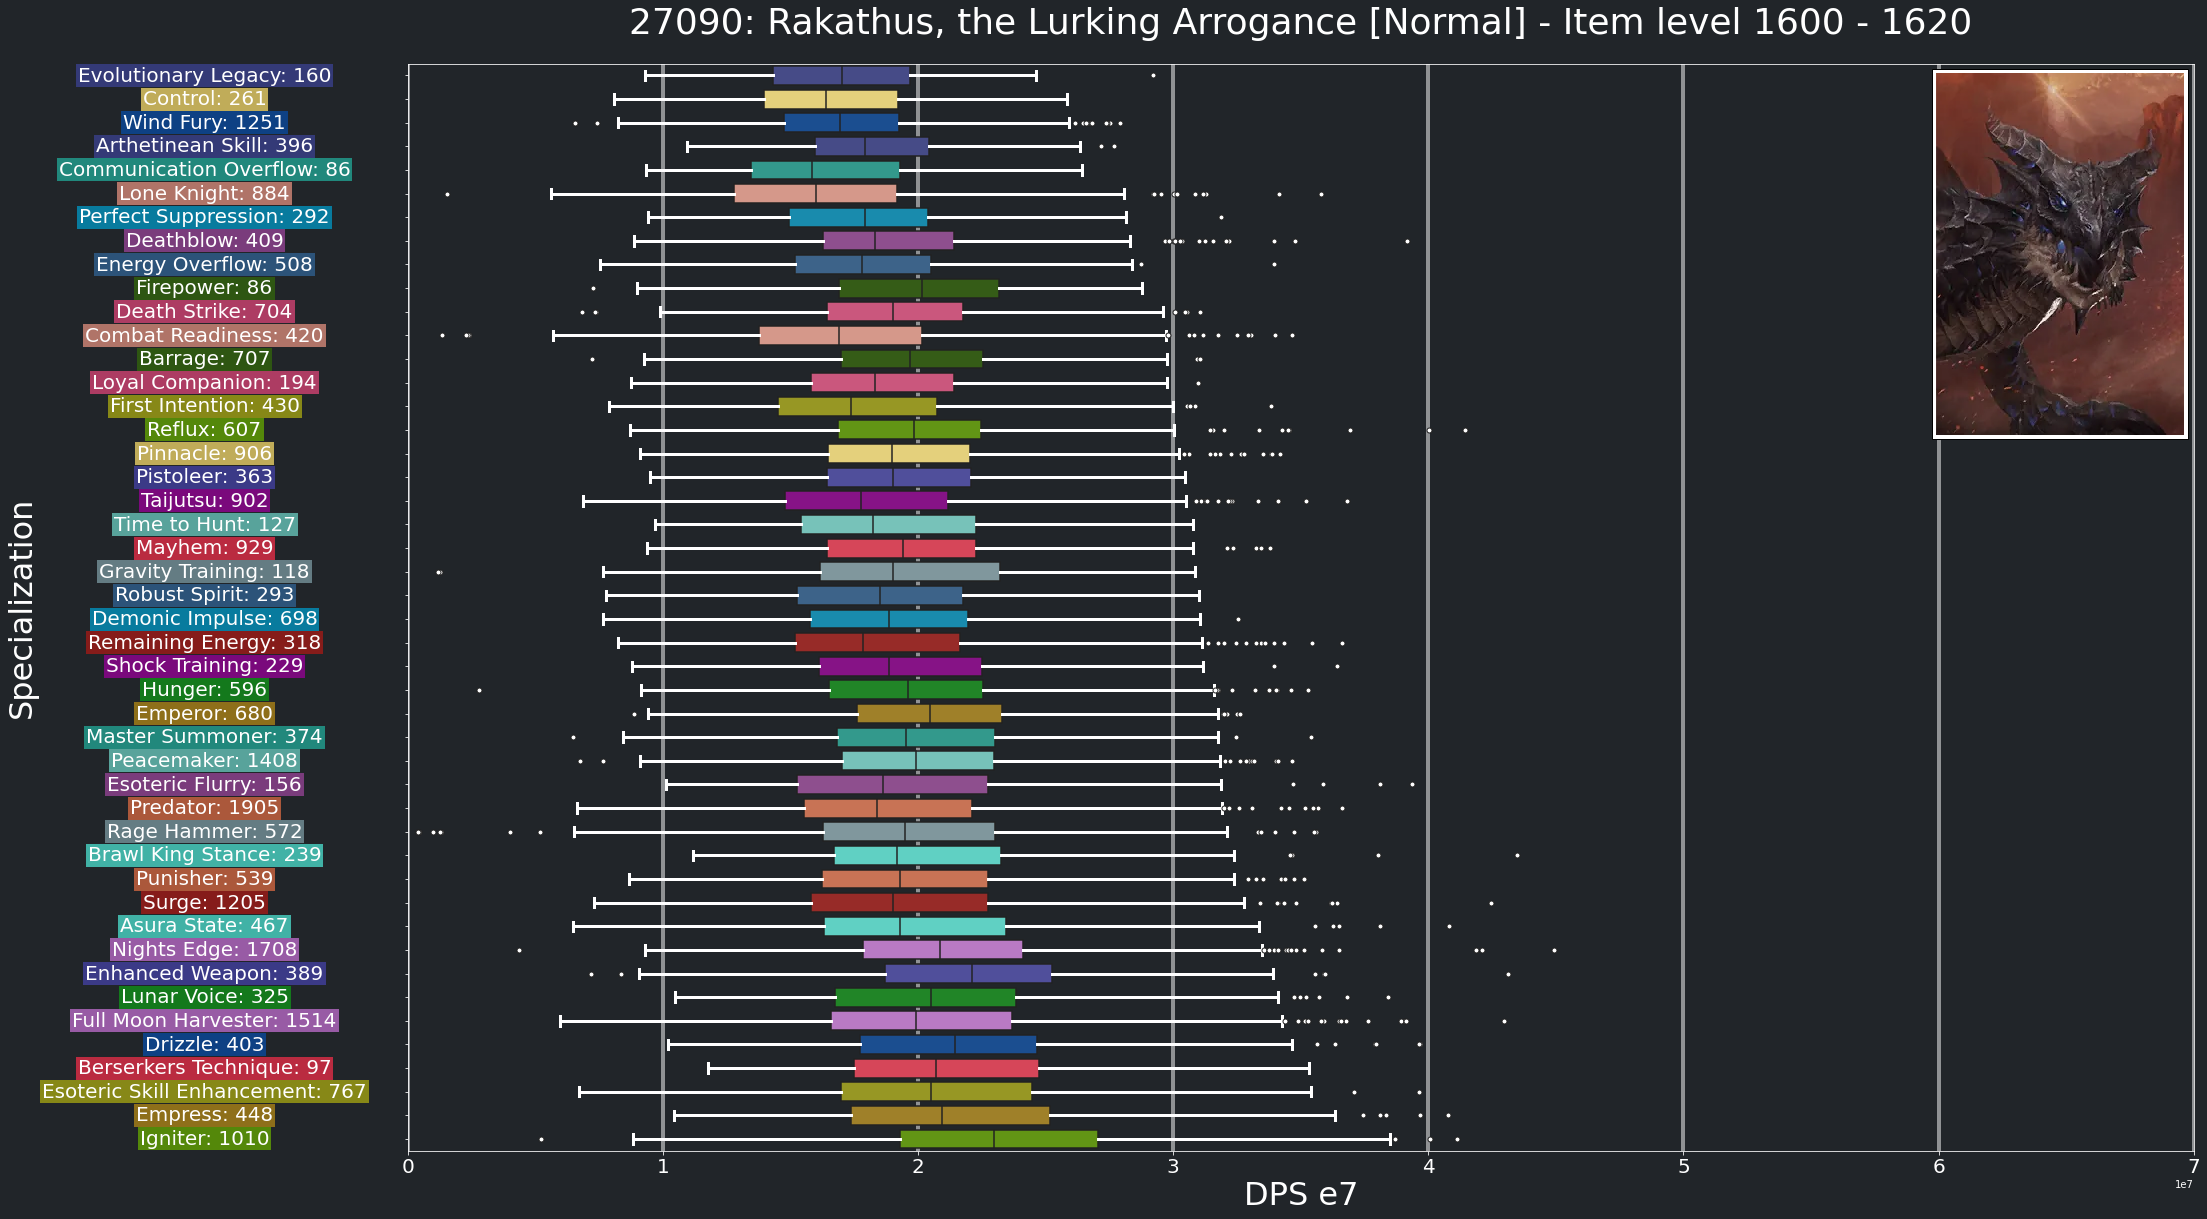 27090: Rakathus, the Lurking Arrogance [Normal] - Item level 1600 - 1620
Evolutionary Legacy: 160
Control: 261
Wind Fury: 1251
Arthetinean Skill: 396
Communication Overflow: 86
Lone Knight: 884
Perfect Suppression: 292
Deathblow: 409
Energy Overflow: 508
Firepower: 86
Death Strike: 704
Combat Readiness: 420
Barrage: 707
Loyal Companion: 194
First Intention: 430
Reflux: 607
Pinnacle: 906
Pistoleer: 363
Taijutsu: 902
Time to Hunt: 127
Mayhem: 929
Gravity Training: 118
Robust Spirit: 293
Demonic Impulse: 698
Remaining Energy: 318
Shock Training: 229
Hunger: 596
Emperor: 680
Master Summoner: 374
Peacemaker: 1408
Esoteric Flurry: 156
Predator: 1905
Rage Hammer: 572
Brawl King Stance: 239
Punisher: 539
Surge: 1205
Asura State: 467
Nights Edge: 1708
Enhanced Weapon: 389
Lunar Voice: 325
Full Moon Harvester: 1514
Drizzle: 403
Berserkers Technique: 97
Esoteric Skill Enhancement: 767
Empress: 448
Igniter: 1010
Specialization
0 1 2 3 4 5 6 7
1e7
DPS e7